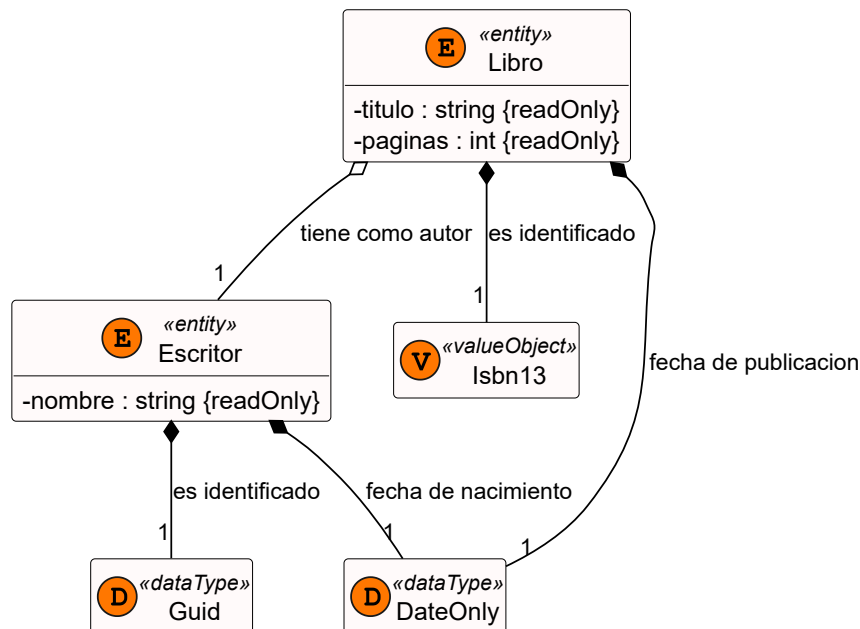 E «entity»
Libro
-titulo : string {readOnly}
-paginas : int {readOnly}
tiene como autor
es identificado
1
1
E «entity»
Escritor
-nombre : string {readOnly}
V «valueObject»
Isbn13
fecha de publicacion
es identificado
fecha de nacimiento
1
1
1
D «dataType»
Guid
D «dataType»
DateOnly